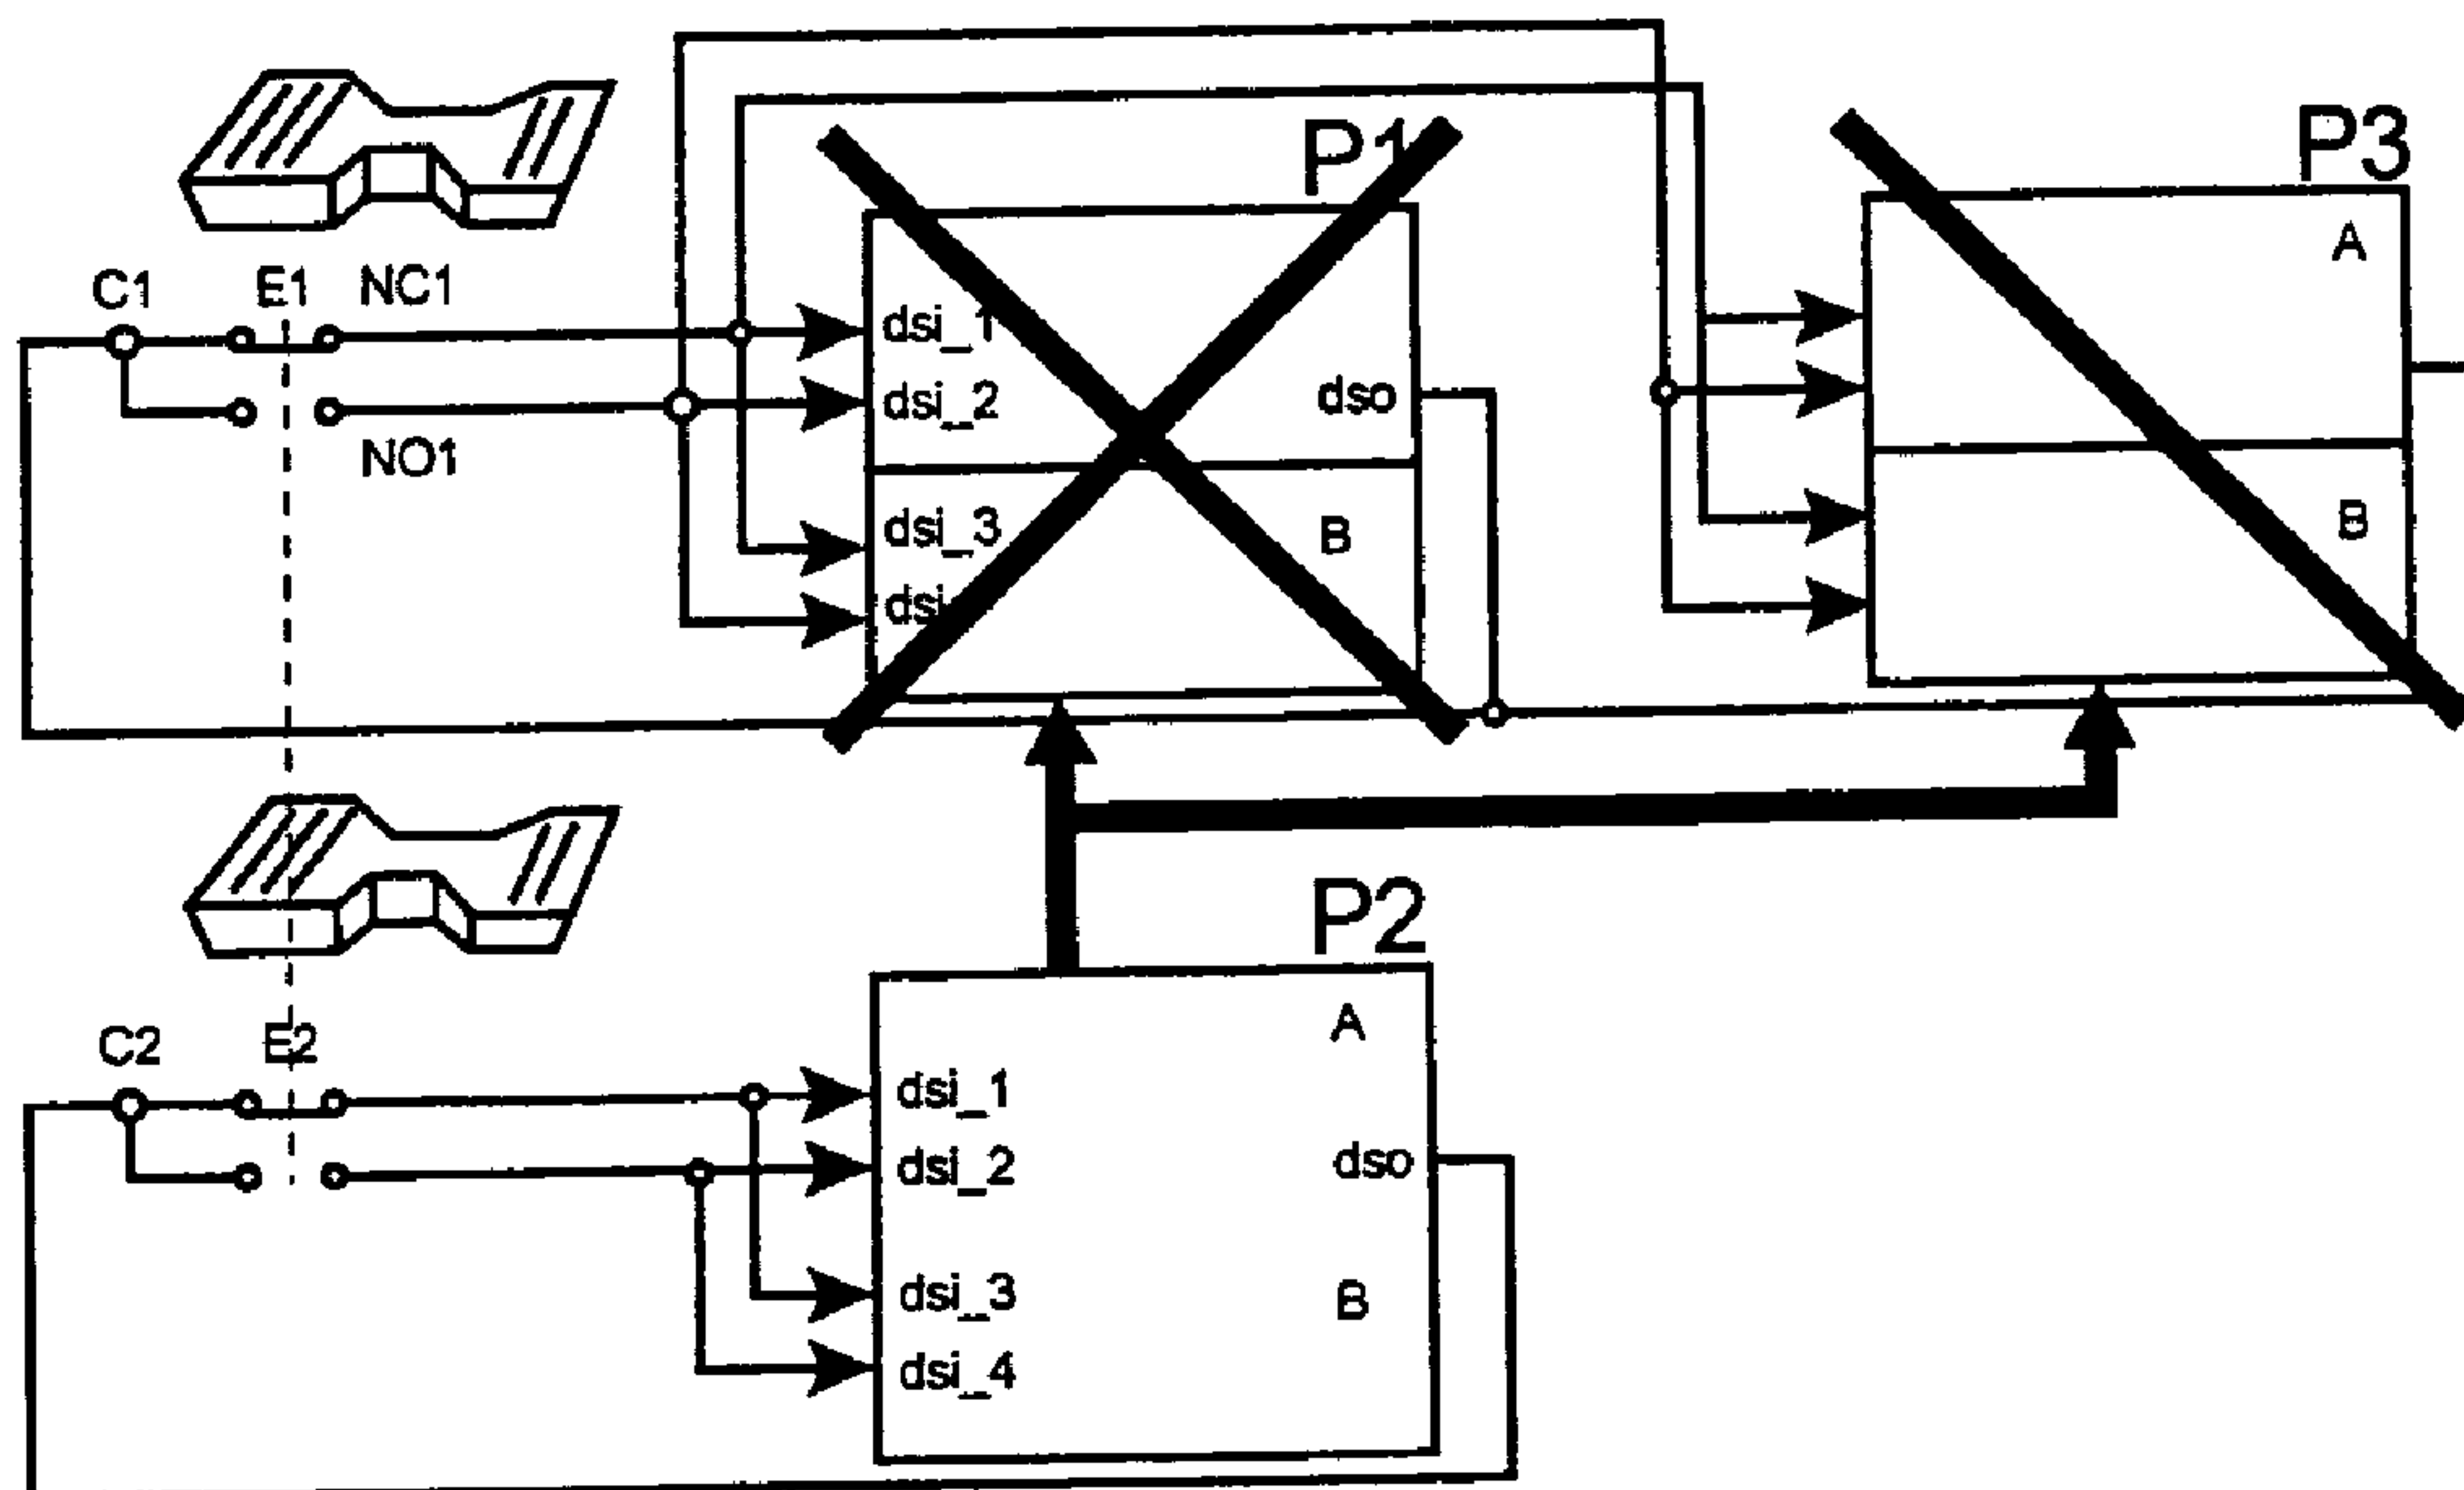 P1
P3
A
C1
E1
NC1
dsi_1
dsi_2
dso
NO1
dsi_3
B
B
P2
A
C2
E2
dsi_1
dsi_2
dso
dsi_3
B
dsi_4